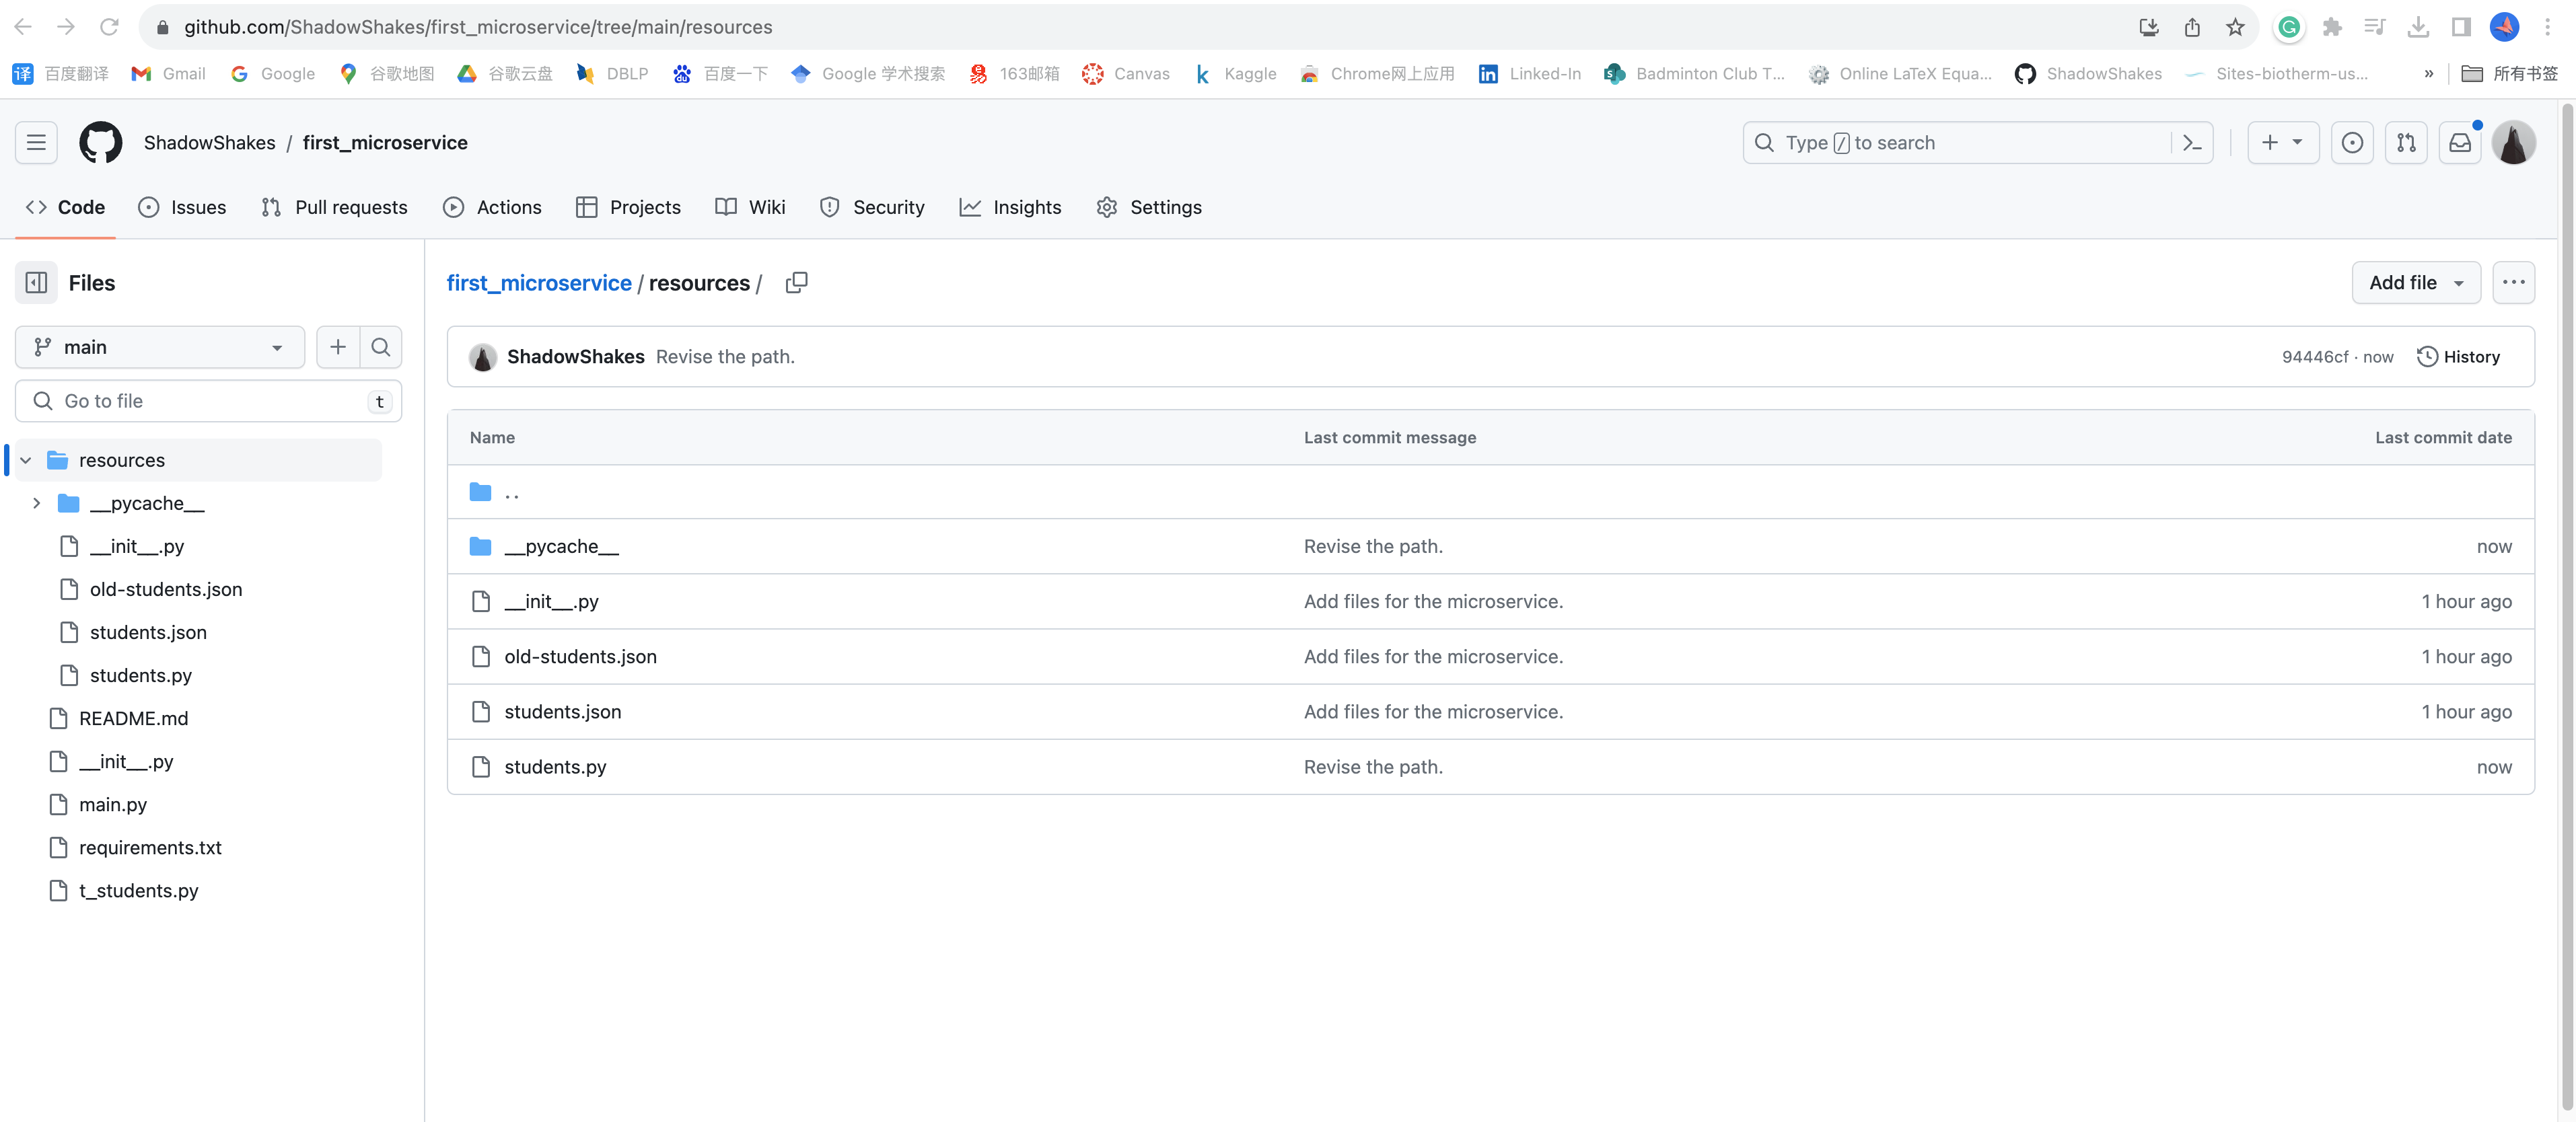 github.com/ShadowShakes/first_microservice/tree/main/resources
译 百度翻译 Gmail Google 谷歌地图 谷歌云盘 DBLP 百度一下 Google 学术搜索 163邮箱 Canvas Kaggle Chrome网上应用 Linked-In Badminton Club T... Online LaTeX Equa... ShadowShakes Sites-biotherm-us... » 所有书签
ShadowShakes / first_microservice
Type / to search
Code Issues Pull requests Actions Projects Wiki Security Insights Settings
Files
main
Go to file t
resources
__pycache__
__init__.py
old-students.json
students.json
students.py
README.md
__init__.py
main.py
requirements.txt
t_students.py
first_microservice / resources /
Add file
ShadowShakes Revise the path. 94446cf · now History
Name Last commit message Last commit date
..
__pycache__ Revise the path. now
__init__.py Add files for the microservice. 1 hour ago
old-students.json Add files for the microservice. 1 hour ago
students.json Add files for the microservice. 1 hour ago
students.py Revise the path. now